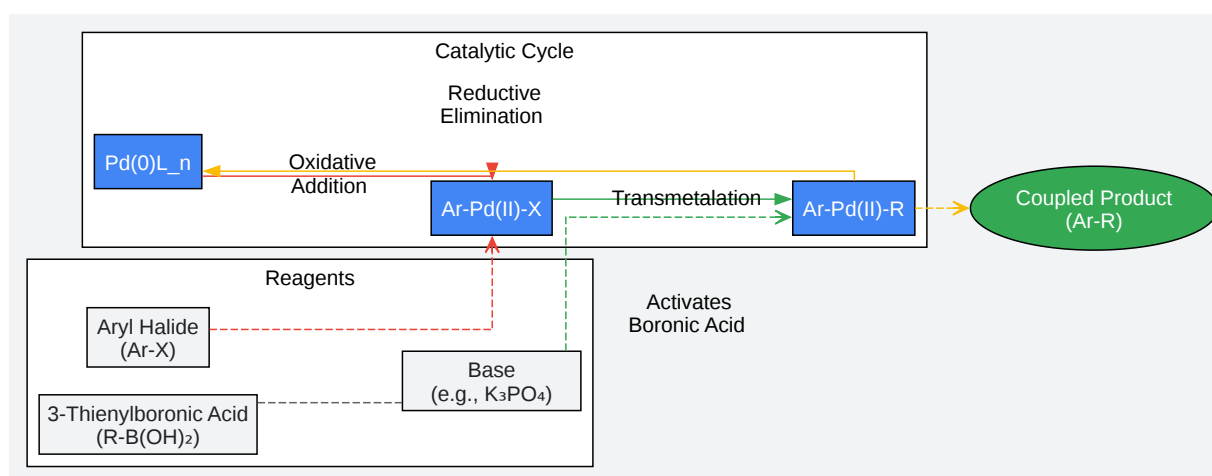 Catalytic Cycle
Reductive
Elimination
Pd(0)L_n
Oxidative
Addition
Ar-Pd(II)-X
Transmetalation
Ar-Pd(II)-R
Coupled Product
(Ar-R)
Reagents
Activates
Boronic Acid
Aryl Halide
(Ar-X)
Base
(e.g., K₃PO₄)
3-Thienylboronic Acid
(R-B(OH)₂)